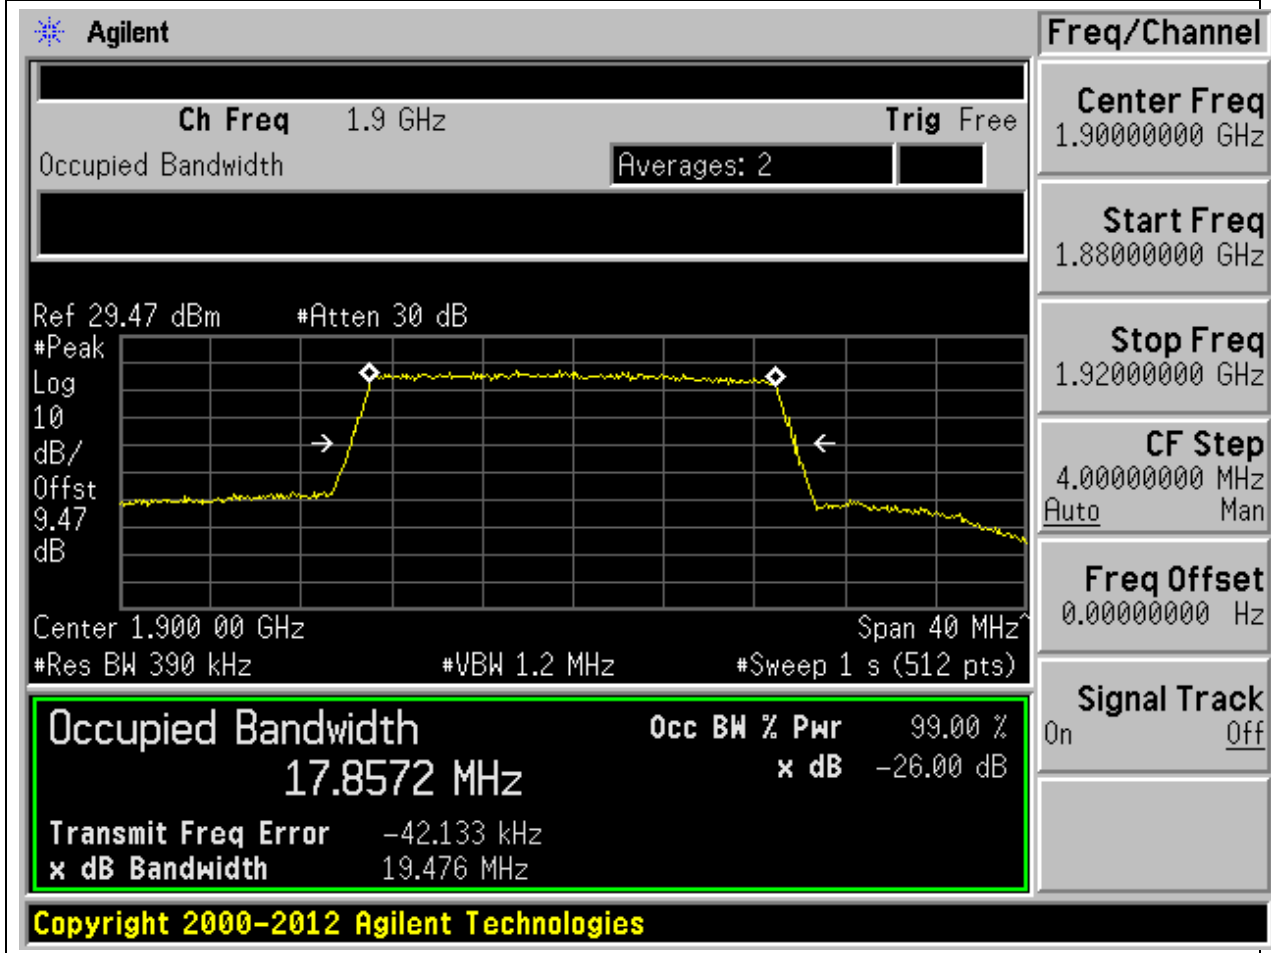 Agilent
Freq/Channel
Ch Freq 1.9 GHz Trig Free
Occupied Bandwidth Averages: 2
Ref 29.47 dBm #Atten 30 dB
#Peak
Log
10
dB/
Offst
9.47
dB
Center 1.900 00 GHz Span 40 MHz^
#Res BW 390 kHz #VBW 1.2 MHz #Sweep 1 s (512 pts)
Occupied Bandwidth
17.8572 MHz
Occ BW % Pwr 99.00 %
x dB -26.00 dB
Transmit Freq Error -42.133 kHz
x dB Bandwidth 19.476 MHz
Copyright 2000-2012 Agilent Technologies
Center Freq
1.90000000 GHz
Start Freq
1.88000000 GHz
Stop Freq
1.92000000 GHz
CF Step
4.00000000 MHz
Auto Man
Freq Offset
0.00000000 Hz
Signal Track
On Off